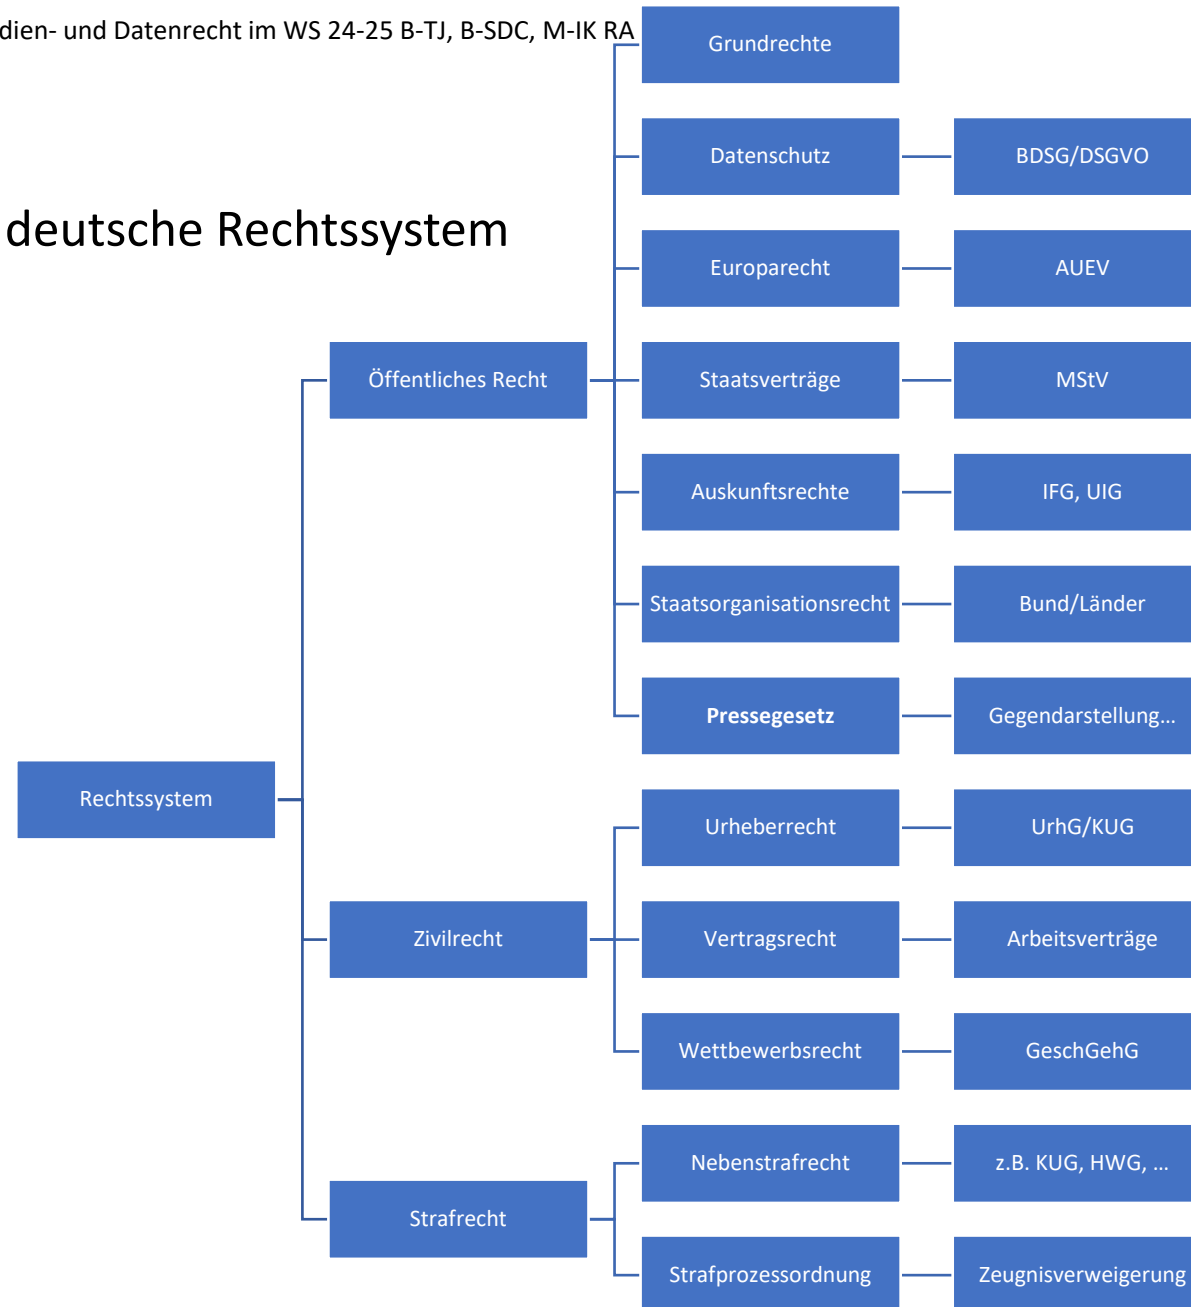 dien- und Datenrecht im WS 24-25 B-TJ, B-SDC, M-IK RA
deutsche Rechtssystem
Rechtssystem
Öffentliches Recht
Grundrechte
Datenschutz
BDSG/DSGVO
Europarecht
AUEV
Staatsverträge
MStV
Auskunftsrechte
IFG, UIG
Staatsorganisationsrecht
Bund/Länder
Pressegesetz
Gegendarstellung...
Zivilrecht
Urheberrecht
UrhG/KUG
Vertragsrecht
Arbeitsverträge
Wettbewerbsrecht
GeschGehG
Strafrecht
Nebenstrafrecht
z.B. KUG, HWG, ...
Strafprozessordnung
Zeugnisverweigerung